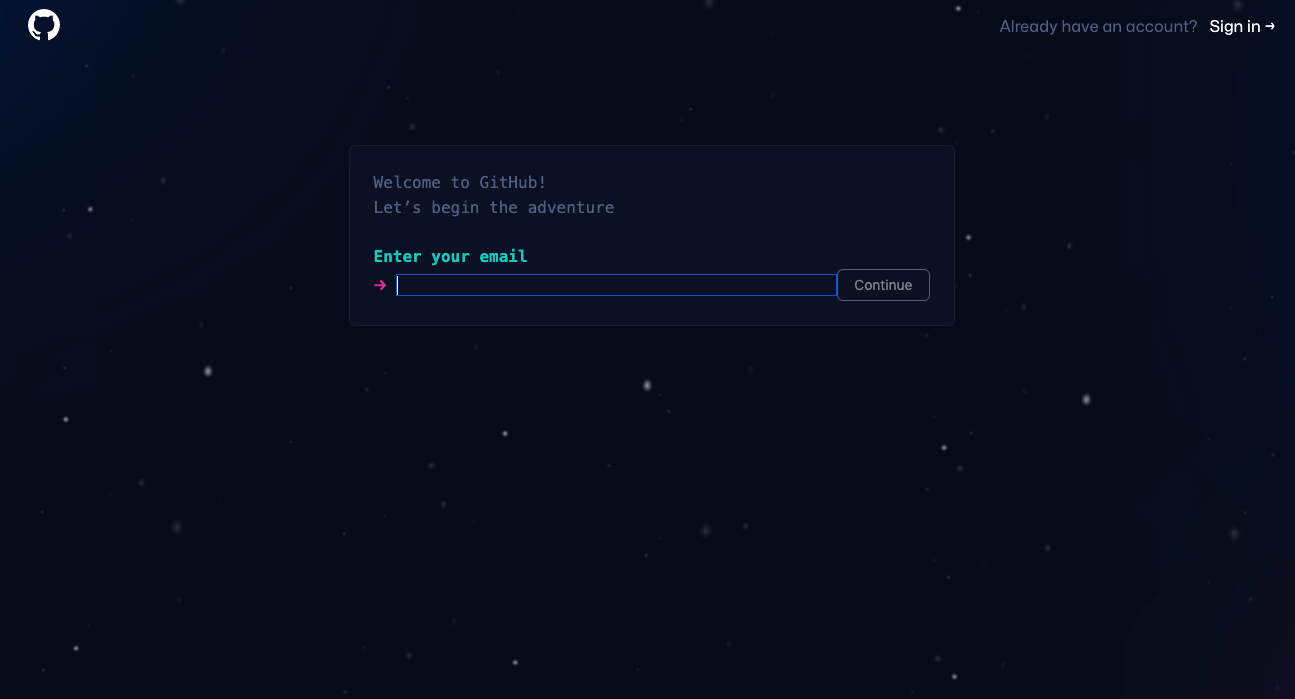 Already have an account? Sign in →
Welcome to GitHub!
Let’s begin the adventure
Enter your email
→
Continue